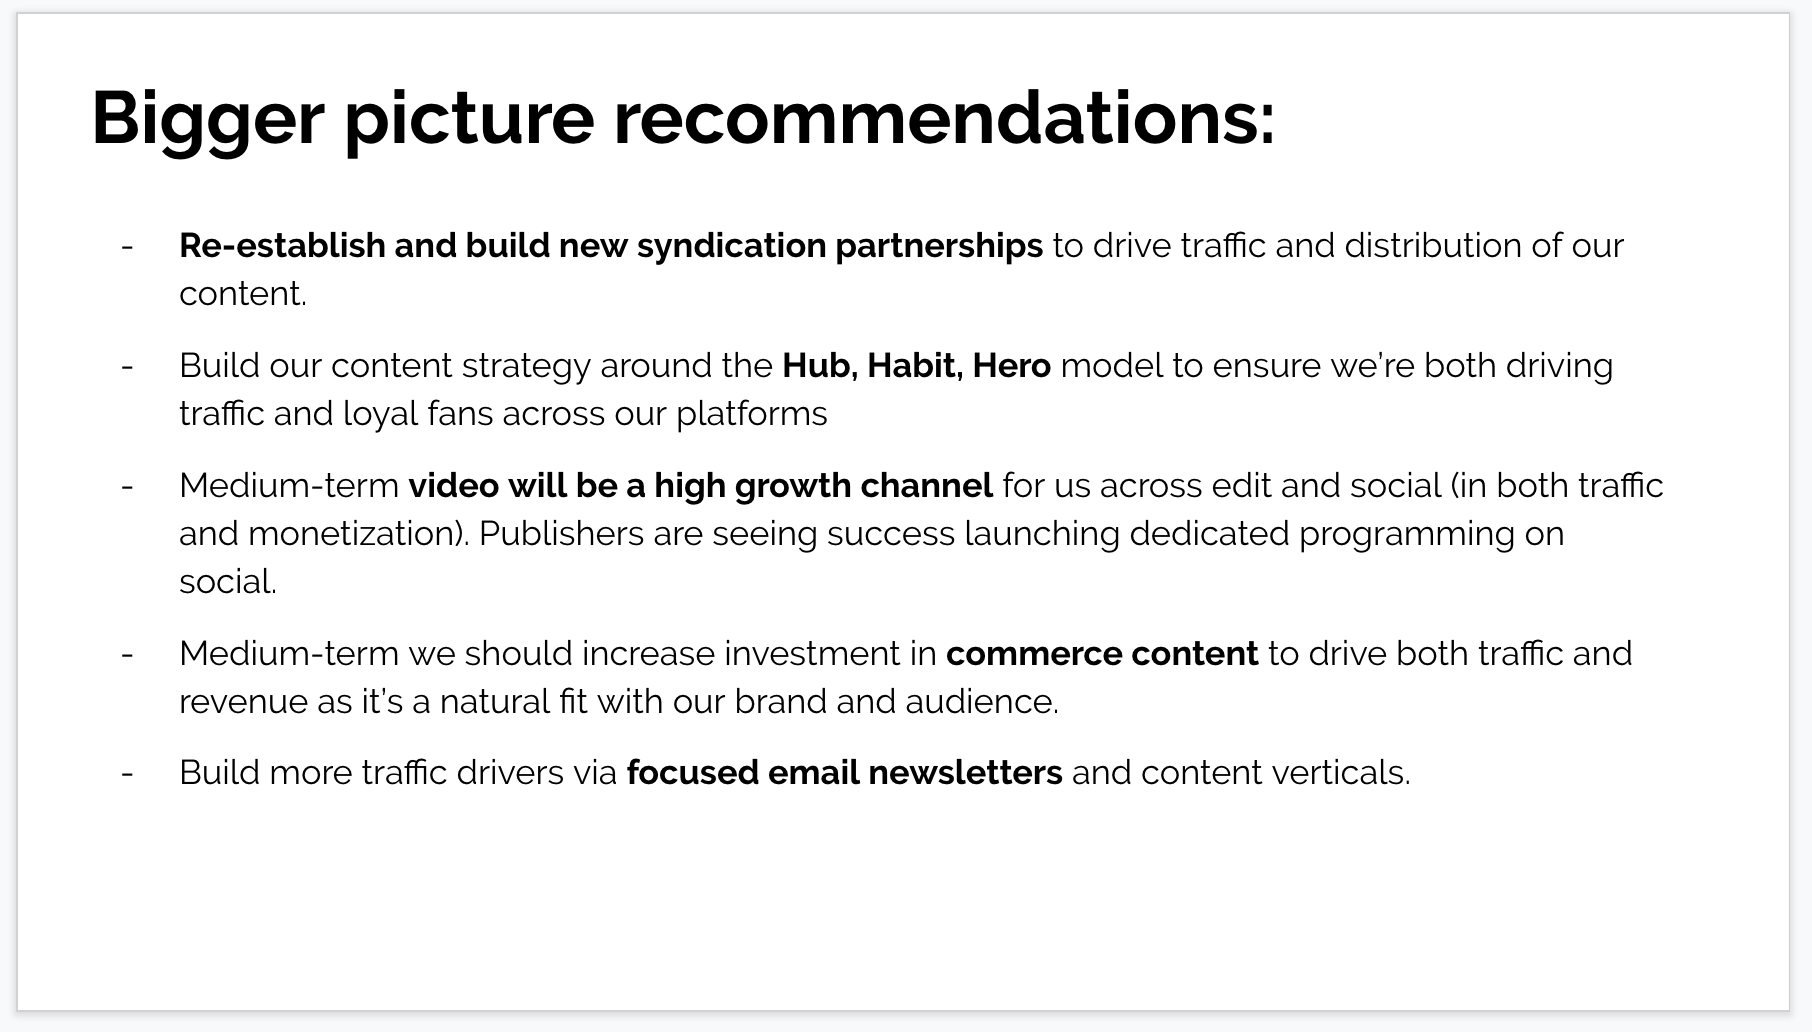 Bigger picture recommendations:
- Re-establish and build new syndication partnerships to drive traffic and distribution of our
content.
- Build our content strategy around the Hub, Habit, Hero model to ensure we’re both driving
traffic and loyal fans across our platforms
- Medium-term video will be a high growth channel for us across edit and social (in both traffic
and monetization). Publishers are seeing success launching dedicated programming on
social.
- Medium-term we should increase investment in commerce content to drive both traffic and
revenue as it’s a natural fit with our brand and audience.
- Build more traffic drivers via focused email newsletters and content verticals.